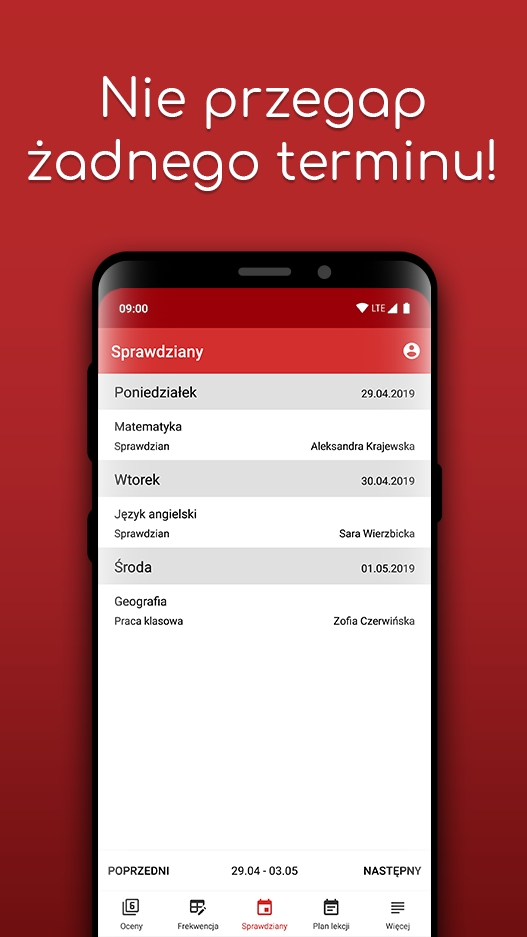 Nie przegap
żadnego terminu!
09:00 LTE
Sprawdziany
Poniedziałek 29.04.2019
Matematyka
Sprawdzian Aleksandra Krajewska
Wtorek 30.04.2019
Język angielski
Sprawdzian Sara Wierzbicka
Środa 01.05.2019
Geografia
Praca klasowa Zofia Czerwińska
POPRZEDNI 29.04 - 03.05 NASTĘPNY
6
Oceny Frekwencja Sprawdziany Plan lekcji Więcej